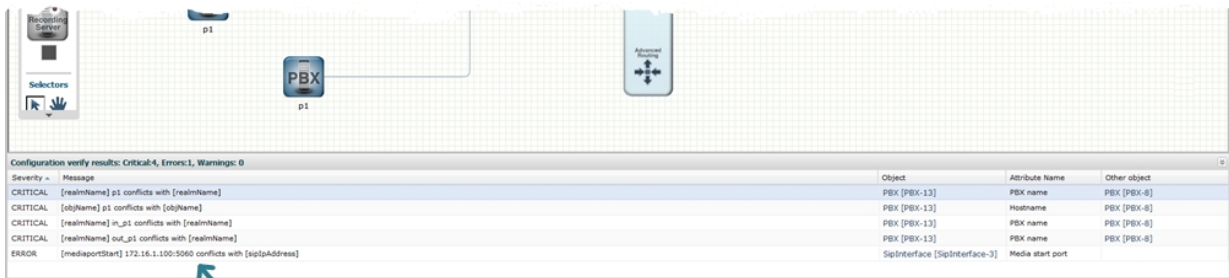 Recording
Server
p1
Advanced
Routing
PBX
Selectors
p1
Configuration verify results: Critical:4, Errors:1, Warnings: 0
Severity Message Object Attribute Name Other object
CRITICAL [realmName] p1 conflicts with [realmName] PBX [PBX-13] PBX name PBX [PBX-8]
CRITICAL [objName] p1 conflicts with [objName] PBX [PBX-13] Hostname PBX [PBX-8]
CRITICAL [realmName] in_p1 conflicts with [realmName] PBX [PBX-13] PBX name PBX [PBX-8]
CRITICAL [realmName] out_p1 conflicts with [realmName] PBX [PBX-13] PBX name PBX [PBX-8]
ERROR [mediaportStart] 172.16.1.100:5060 conflicts with [sipIpAddress] SipInterface [SipInterface-3] Media start port